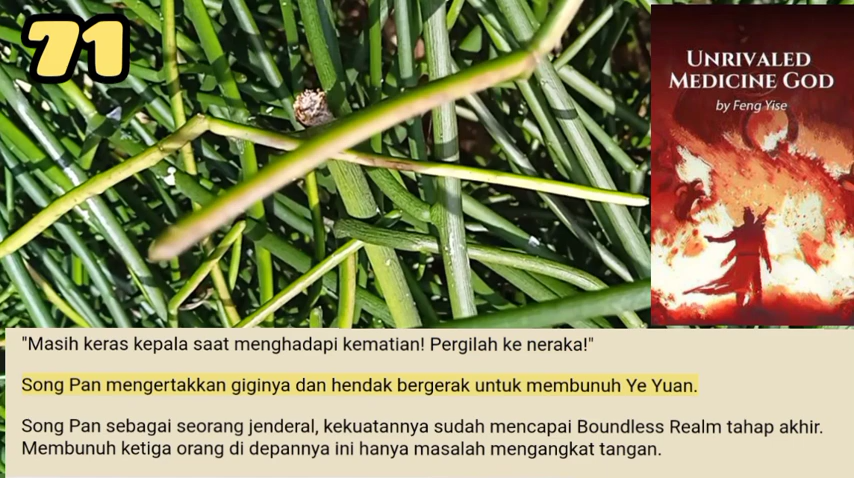 71
UNRIVALED
MEDICINE GOD
by Feng Yise
"Masih keras kepala saat menghadapi kematian! Pergilah ke neraka!"
Song Pan mengertakkan giginya dan hendak bergerak untuk membunuh Ye Yuan.
Song Pan sebagai seorang jenderal, kekuatannya sudah mencapai Boundless Realm tahap akhir.
Membunuh ketiga orang di depannya ini hanya masalah mengangkat tangan.